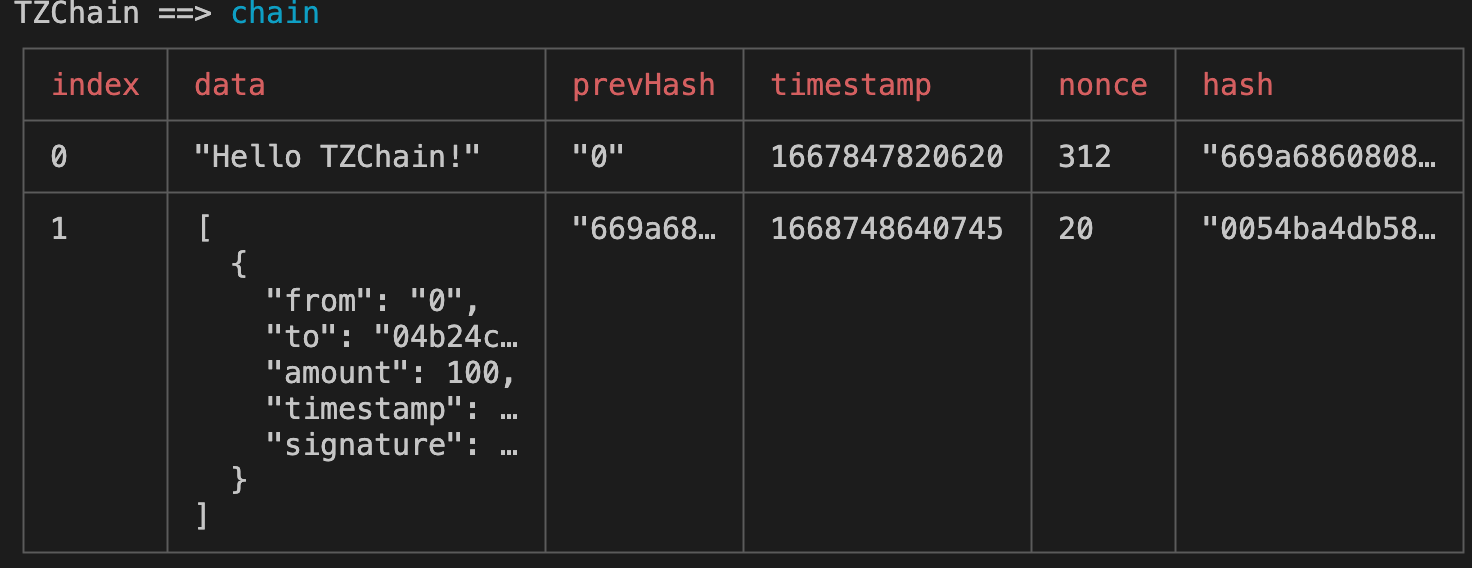 TZChain ==> chain
index data prevHash timestamp nonce hash
0 "Hello TZChain!" "0" 1667847820620 312 "669a6860808…
1 [ "669a68… 1668748640745 20 "0054ba4db58…
{
"from": "0",
"to": "04b24c…
"amount": 100,
"timestamp": …
"signature": …
}
]